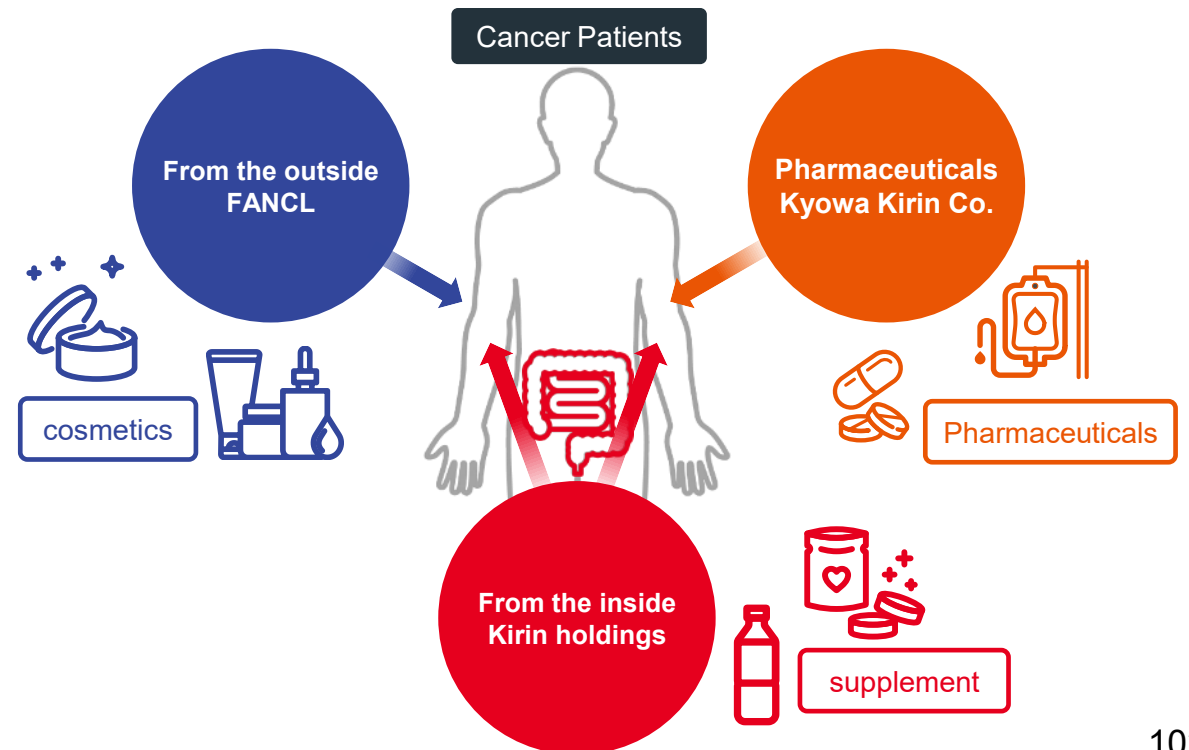 Cancer Patients
From the outside
FANCL
Pharmaceuticals
Kyowa Kirin Co.
cosmetics
Pharmaceuticals
From the inside
Kirin holdings
supplement
10